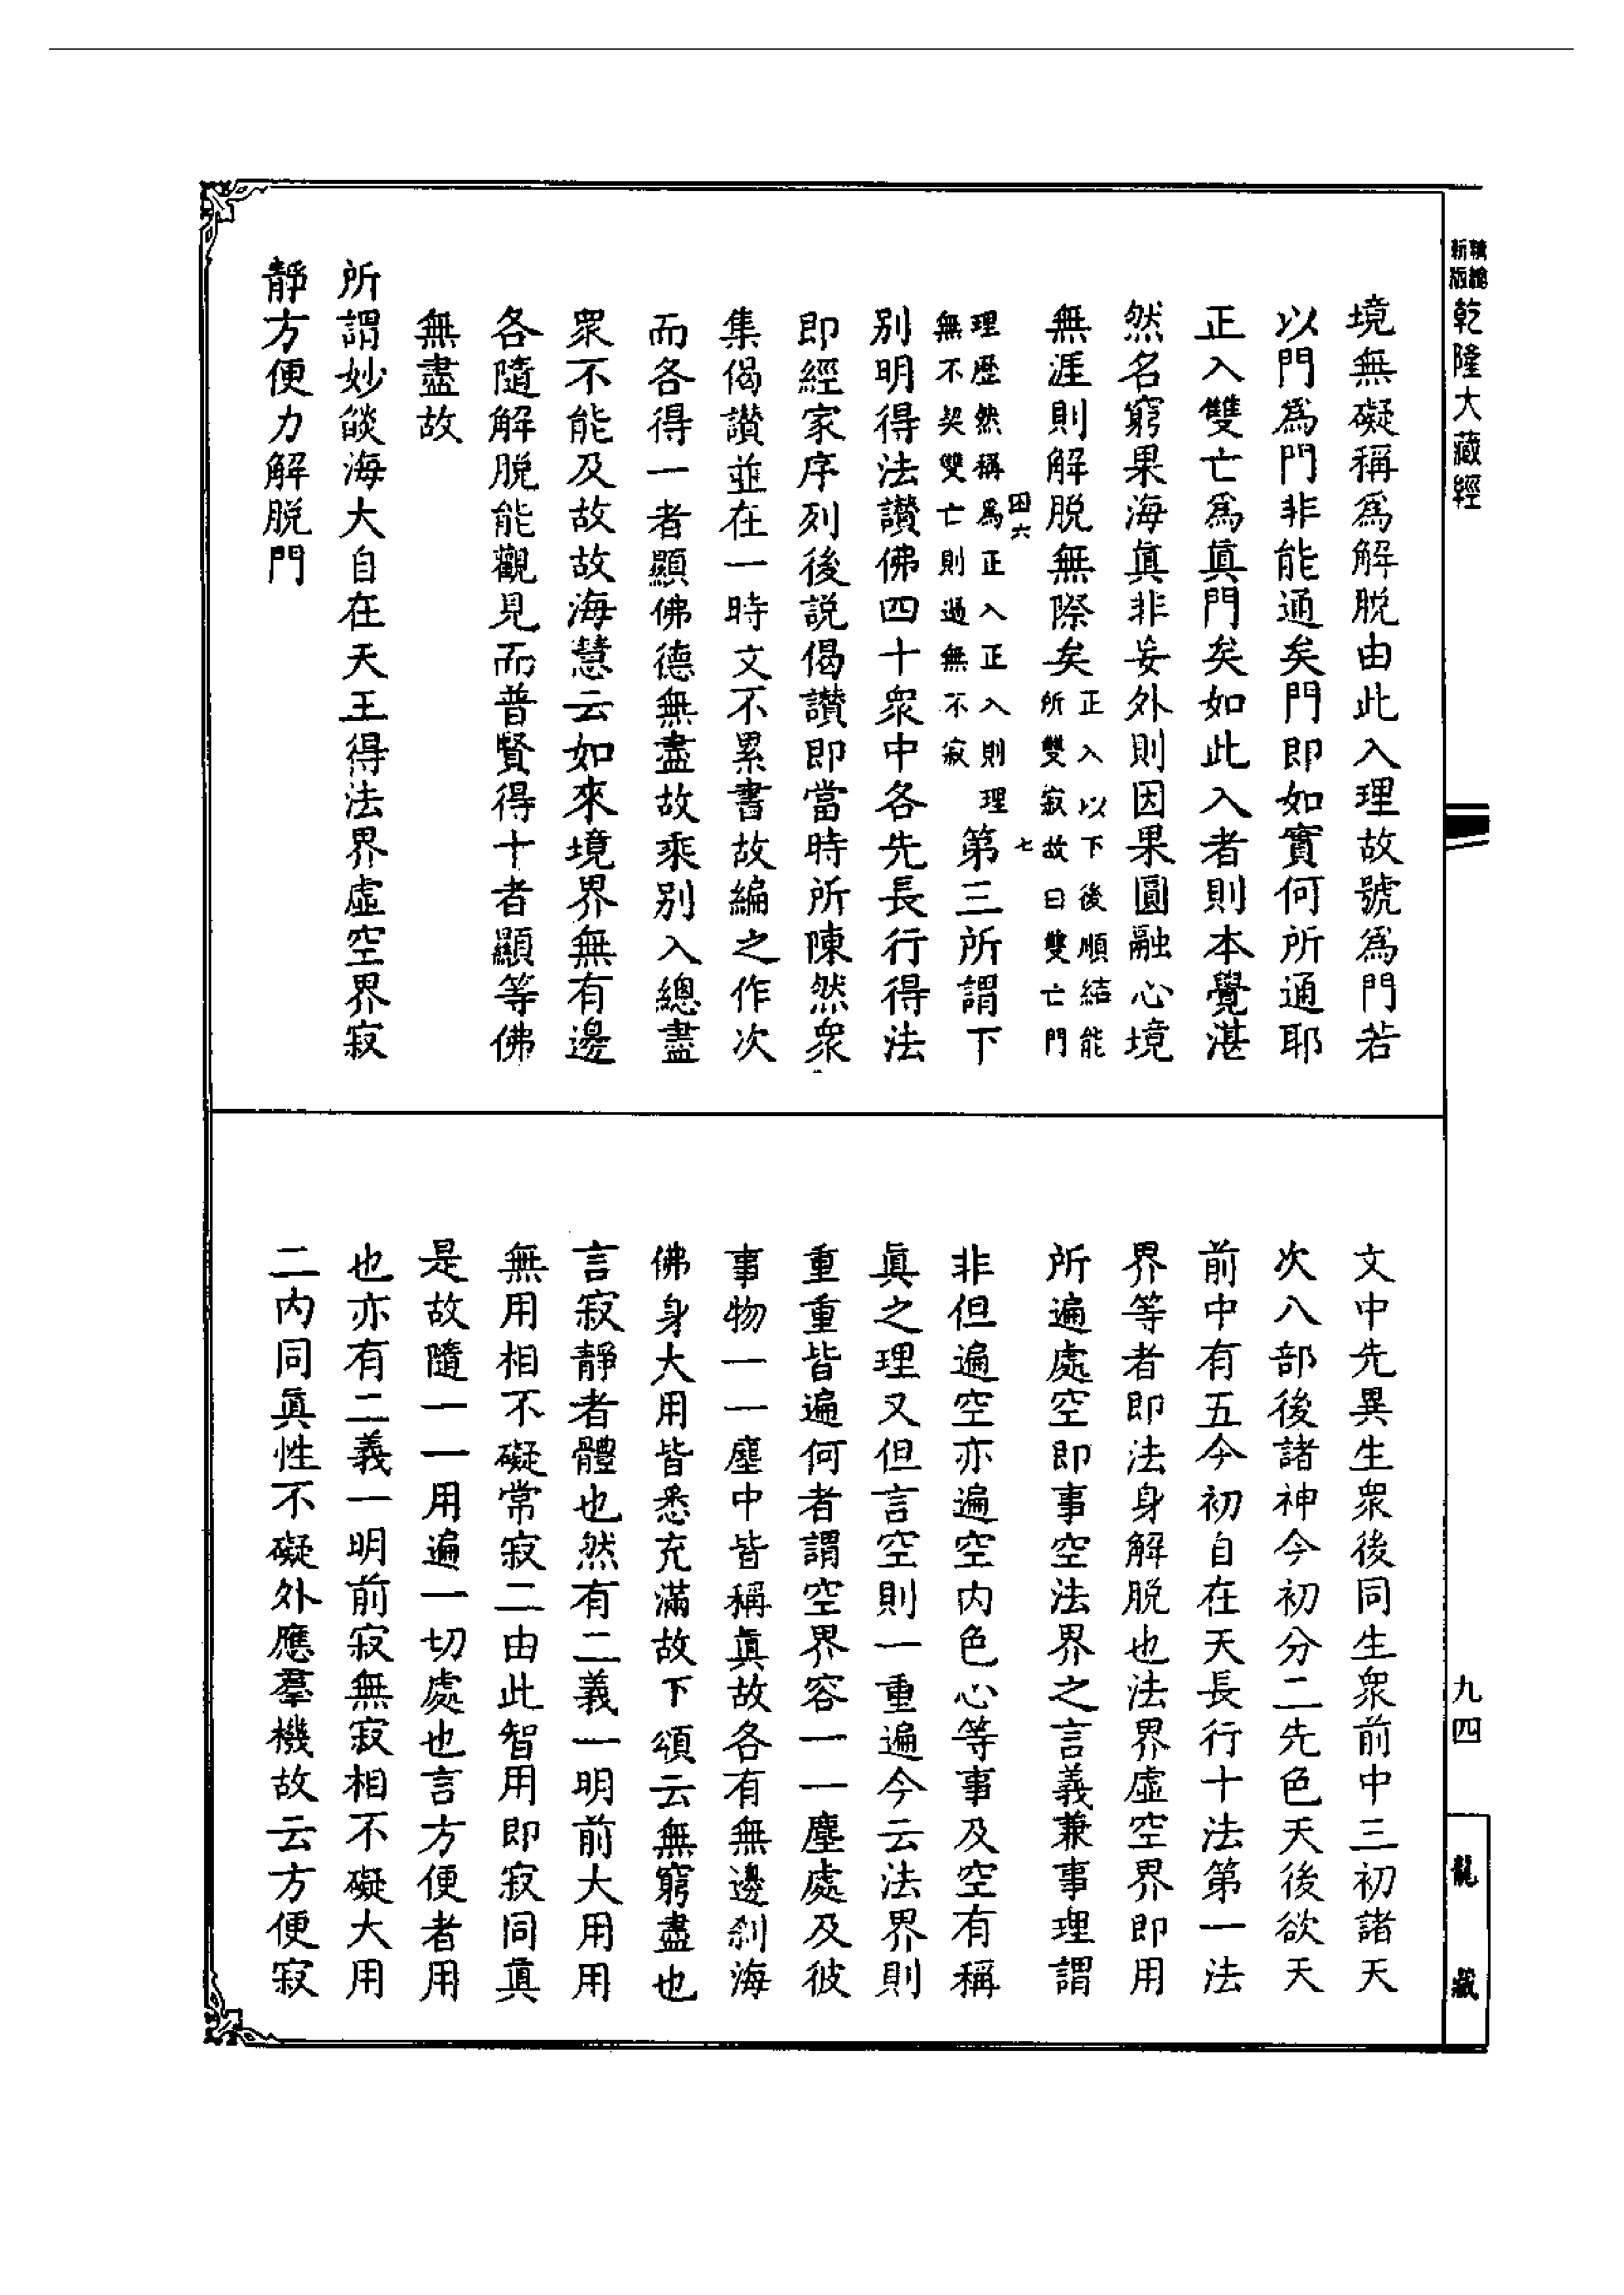 新版
精縮
乾隆大藏經
境無礙稱爲解脱由此入理故號爲門若
以門爲門非能通矣門即如實何所通耶
正入雙亡爲眞門矣如此入者則本覺湛
然名窮果海眞非妄外則因果圓融心境
無涯則解脱無際矣正入以下後順結能
所雙寂故曰雙亡門
因六
七
理歷然稱爲正入正入則理
無不契雙亡則過無不寂第三所謂下
别明得法讚佛四十衆中各先長行得法
即經家序列後説偈讚即當時所陳然衆
集偈讚並在一時文不累書故編之作次
而各得一者顯佛德無盡故乘别入總盡
衆不能及故故海慧云如來境界無有邊
各隨解脱能觀見而普賢得十者顯等佛
無盡故
所謂妙燄海大自在天王得法界虛空界寂
靜方便力解脱門
文中先異生衆後同生衆前中三初諸天
次八部後諸神今初分二先色天後欲天
前中有五今初自在天長行十法第一法
界等者即法身解脱也法界虛空界即用
所遍處空即事空法界之言義兼事理謂
非但遍空亦遍空内色心等事及空有稱
眞之理又但言空則一重遍今云法界則
重重皆遍何者謂空界容一一塵處及彼
事物一一塵中皆稱眞故各有無邊刹海
佛身大用皆悉充滿故下頌云無窮盡也
言寂靜者體也然有二義一明前大用用
無用相不礙常寂二由此智用即寂同眞
是故隨一一用遍一切處也言方便者用
也亦有二義一明前寂無寂相不礙大用
二内同眞性不礙外應羣機故云方便寂
九四
龍藏